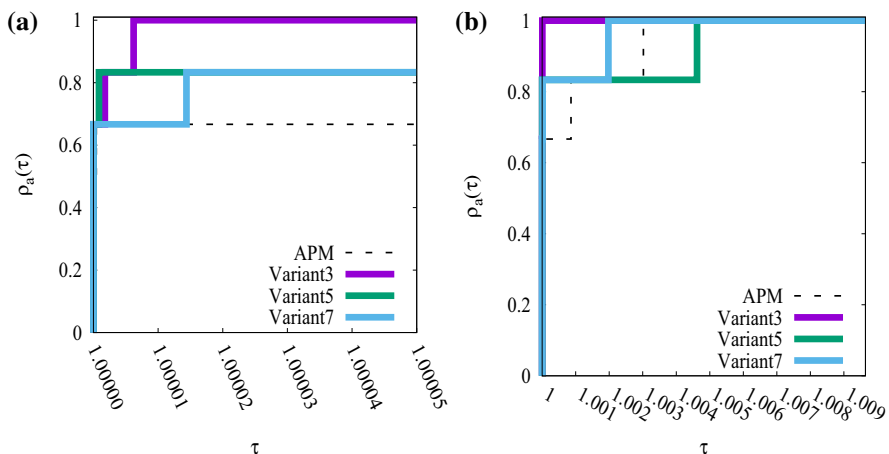 (a)
ρa(τ)
1
0.8
0.6
0.4
0.2
0
APM
Variant3
Variant5
Variant7
1.00000
1.00001
1.00002
1.00003
1.00004
1.00005
τ
(b)
ρa(τ)
1
0.8
0.6
0.4
0.2
0
APM
Variant3
Variant5
Variant7
1
1.001
1.002
1.003
1.004
1.005
1.006
1.007
1.008
1.009
τ